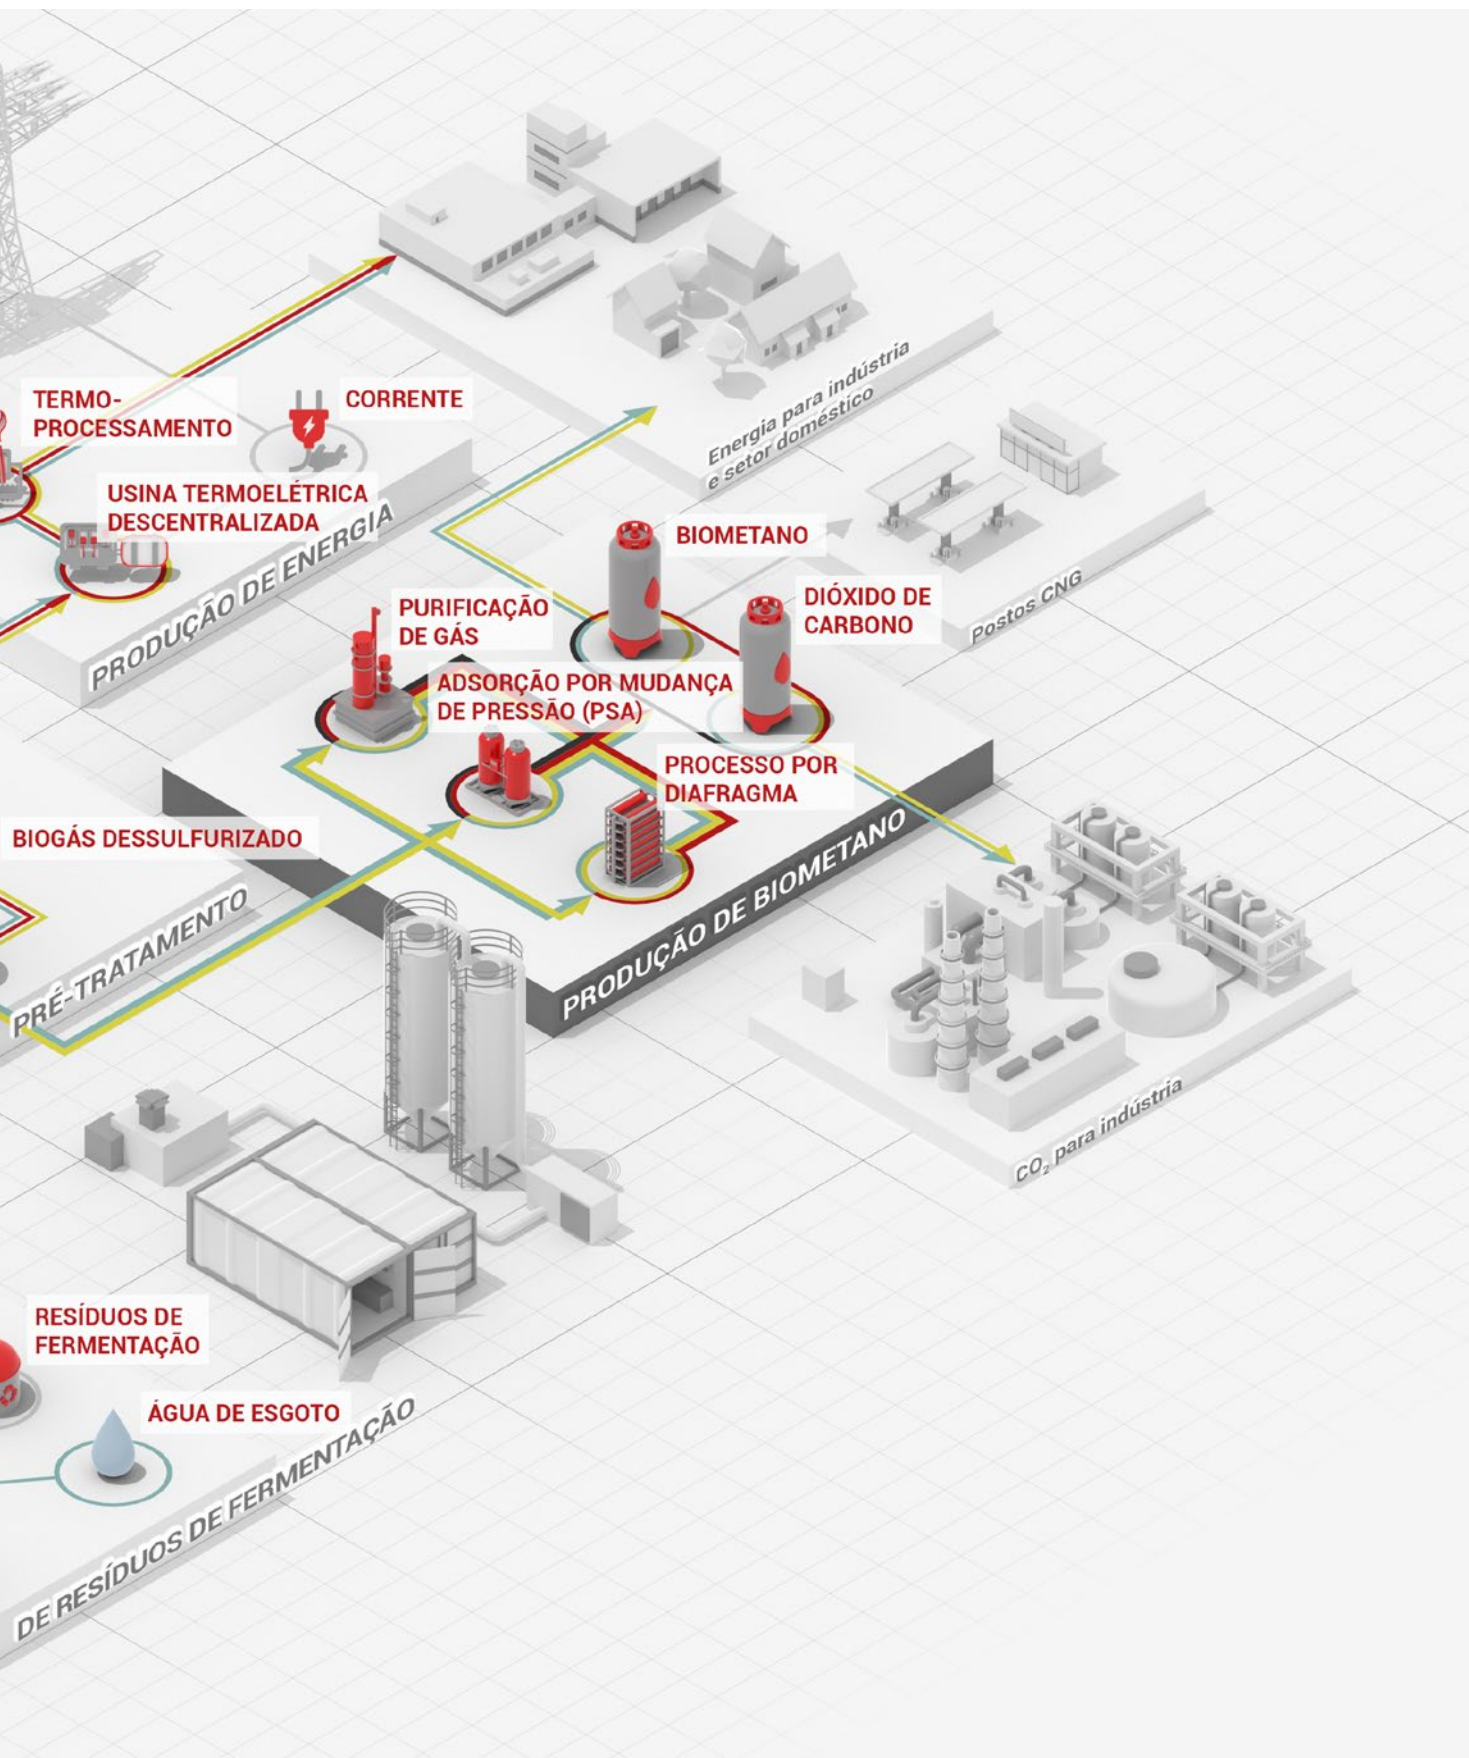 TERMO-
PROCESSAMENTO
CORRENTE
USINA TERMOELÉTRICA
DESCENTRALIZADA
PRODUÇÃO DE ENERGIA
Energia para indústria
e setor doméstico
BIOMETANO
Postos CNG
PURIFICAÇÃO
DE GÁS
DIÓXIDO DE
CARBONO
ADSORÇÃO POR MUDANÇA
DE PRESSÃO (PSA)
PROCESSO POR
DIAFRAGMA
BIOGÁS DESSULFURIZADO
PRÉ-TRATAMENTO
PRODUÇÃO DE BIOMETANO
CO₂ para indústria
RESÍDUOS DE
FERMENTAÇÃO
ÁGUA DE ESGOTO
DE RESÍDUOS DE FERMENTAÇÃO